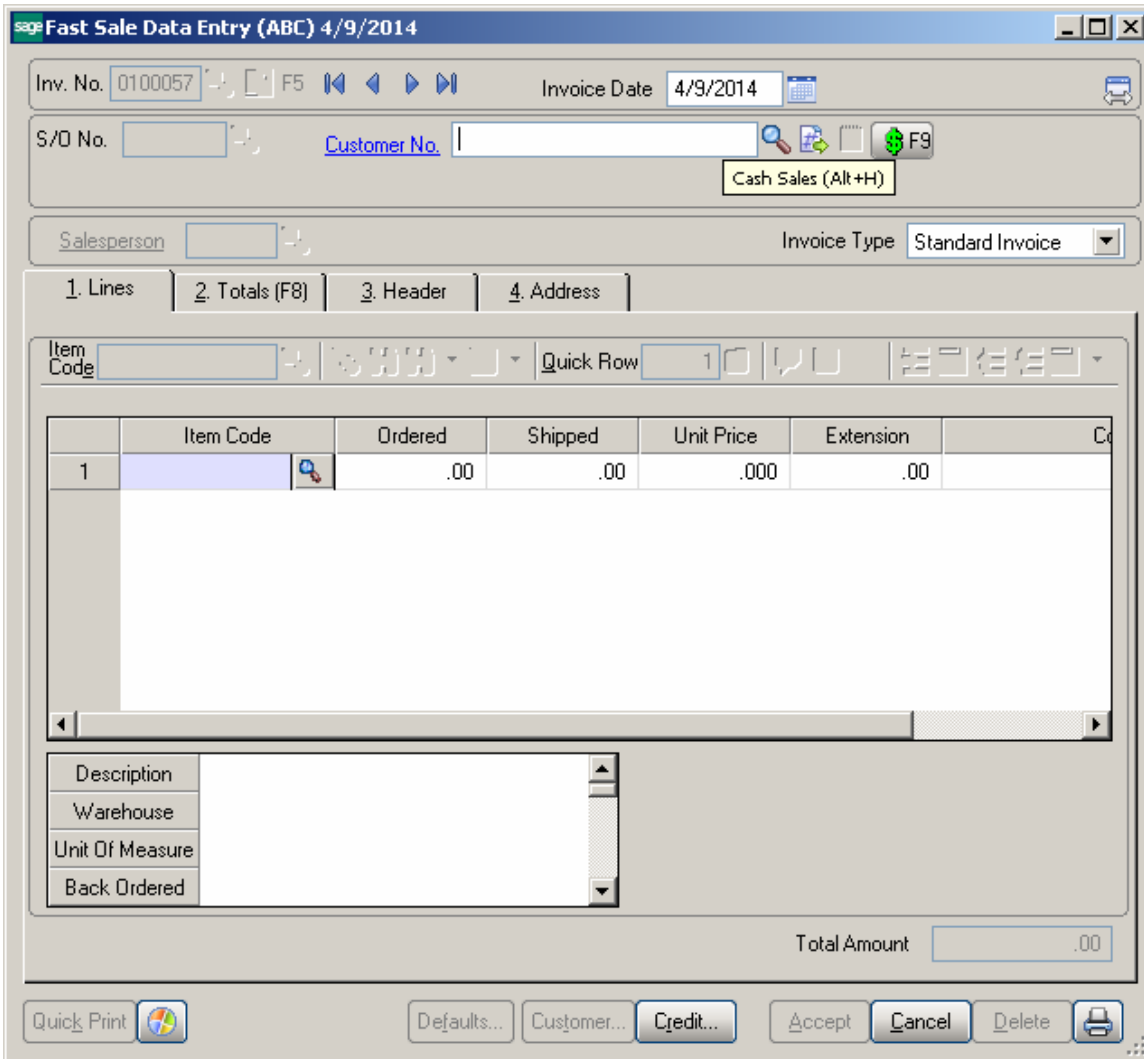 sage Fast Sale Data Entry (ABC) 4/9/2014
Inv. No. 0100057 F5 Invoice Date 4/9/2014
S/O No. Customer No. F9
Cash Sales (Alt+H)
Salesperson Invoice Type Standard Invoice
1. Lines 2. Totals (F8) 3. Header 4. Address
Item Code Quick Row 1
Item Code Ordered Shipped Unit Price Extension
1 .00 .00 .000 .00
Description
Warehouse
Unit Of Measure
Back Ordered
Total Amount .00
Quick Print Defaults... Customer... Credit... Accept Cancel Delete